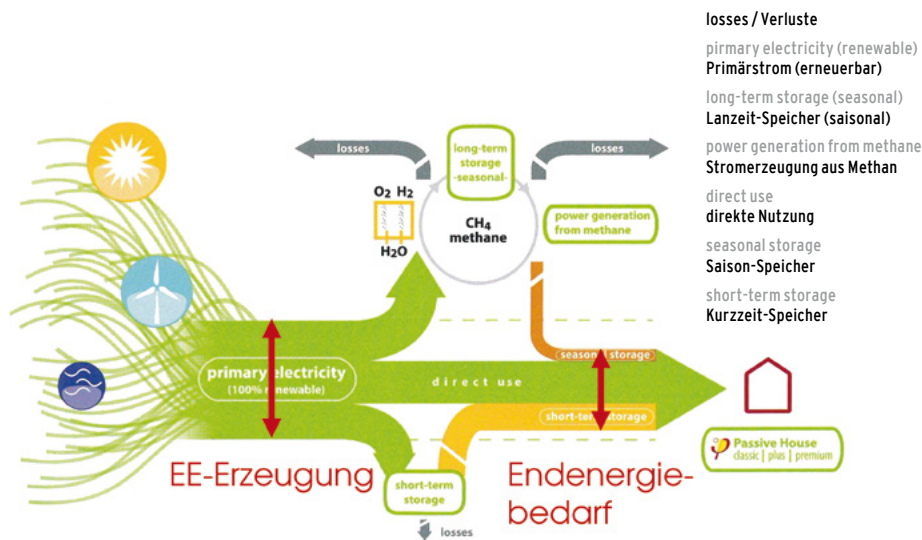 losses / Verluste
pirmary electricity (renewable)
Primärstrom (erneuerbar)
long-term storage (seasonal)
Lanzeit-Speicher (saisonal)
power generation from methane
Stromerzeugung aus Methan
direct use
direkte Nutzung
seasonal storage
Saison-Speicher
short-term storage
Kurzzeit-Speicher
losses
long-term
storage
-seasonal-
losses
O2 H2
H2O
CH4
methane
power generation
from methane
primary electricity
(100% renewable)
direct use
seasonal storage
short-term storage
EE-Erzeugung
short-term
storage
losses
Endenergie-
bedarf
Passive House
classic | plus | premium